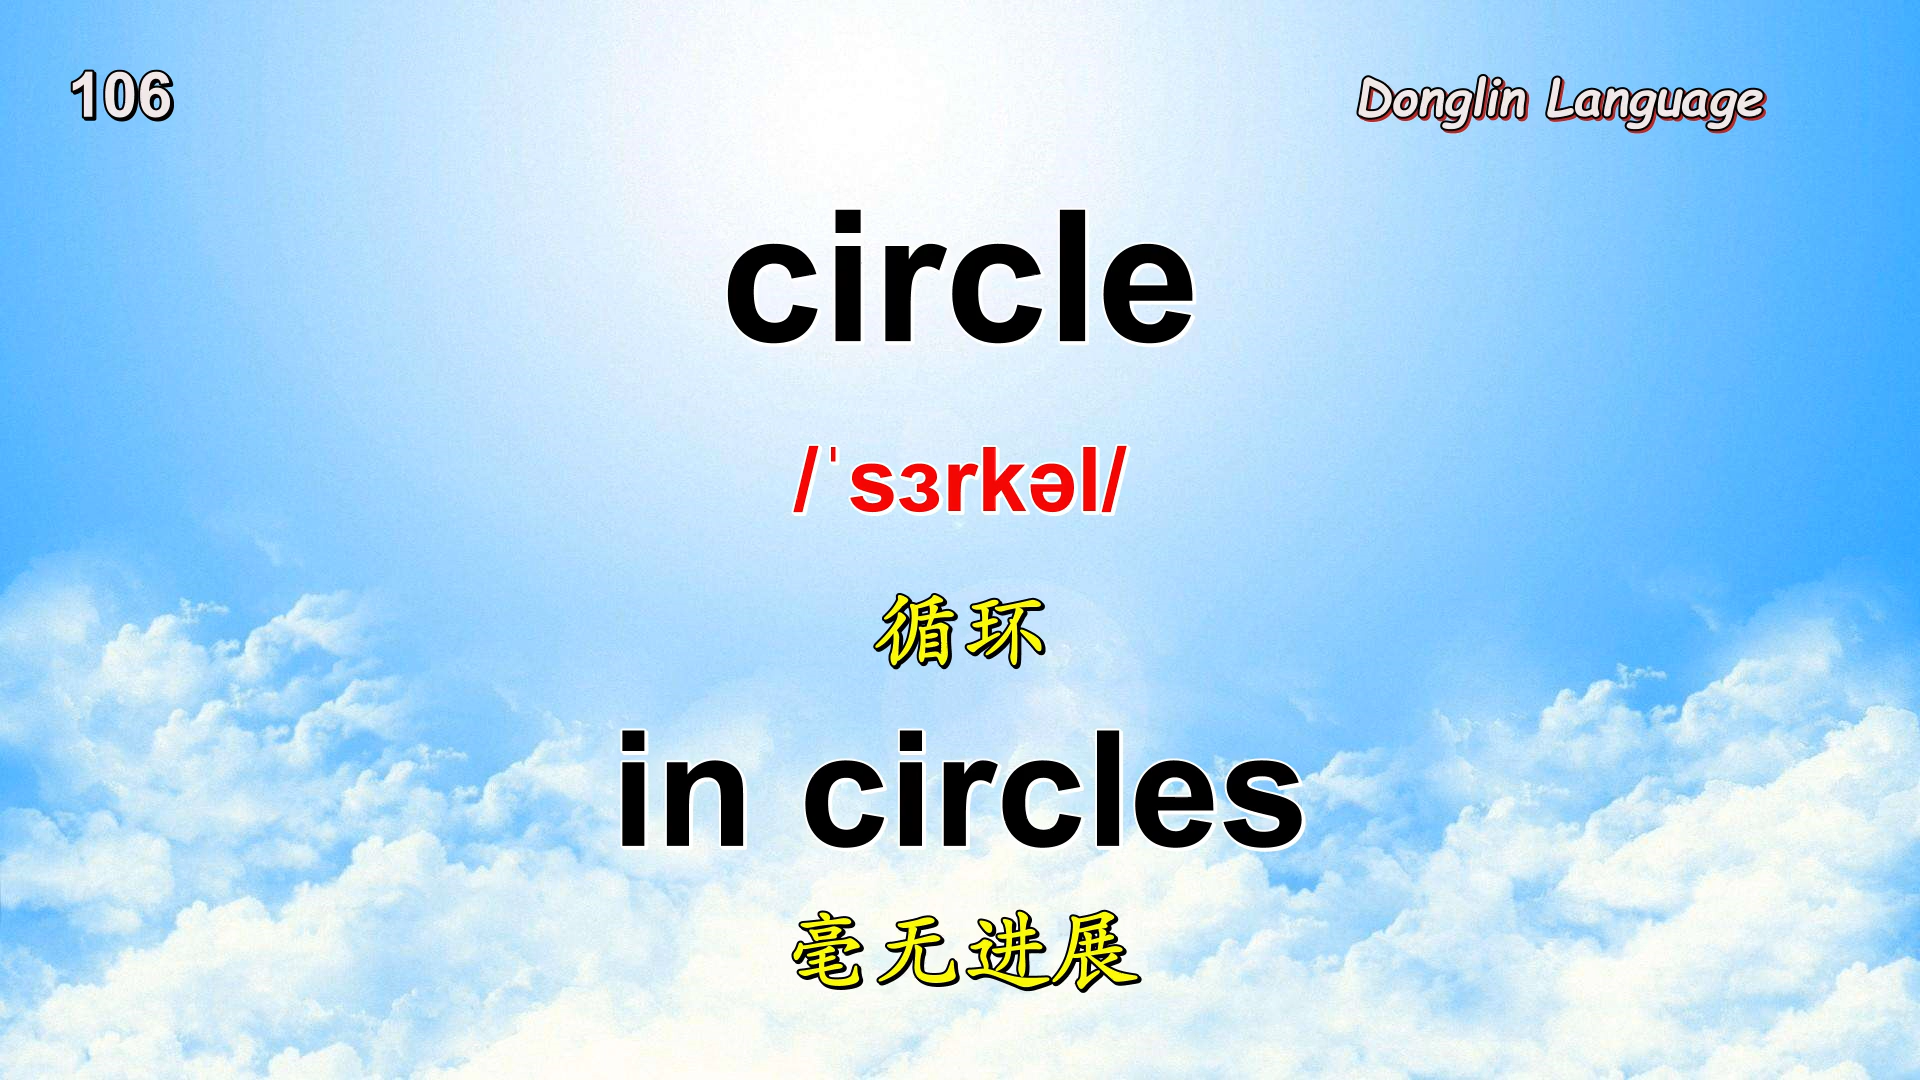 106
Donglin Language
circle
/ˈsɜrkəl/
循环
in circles
毫无进展